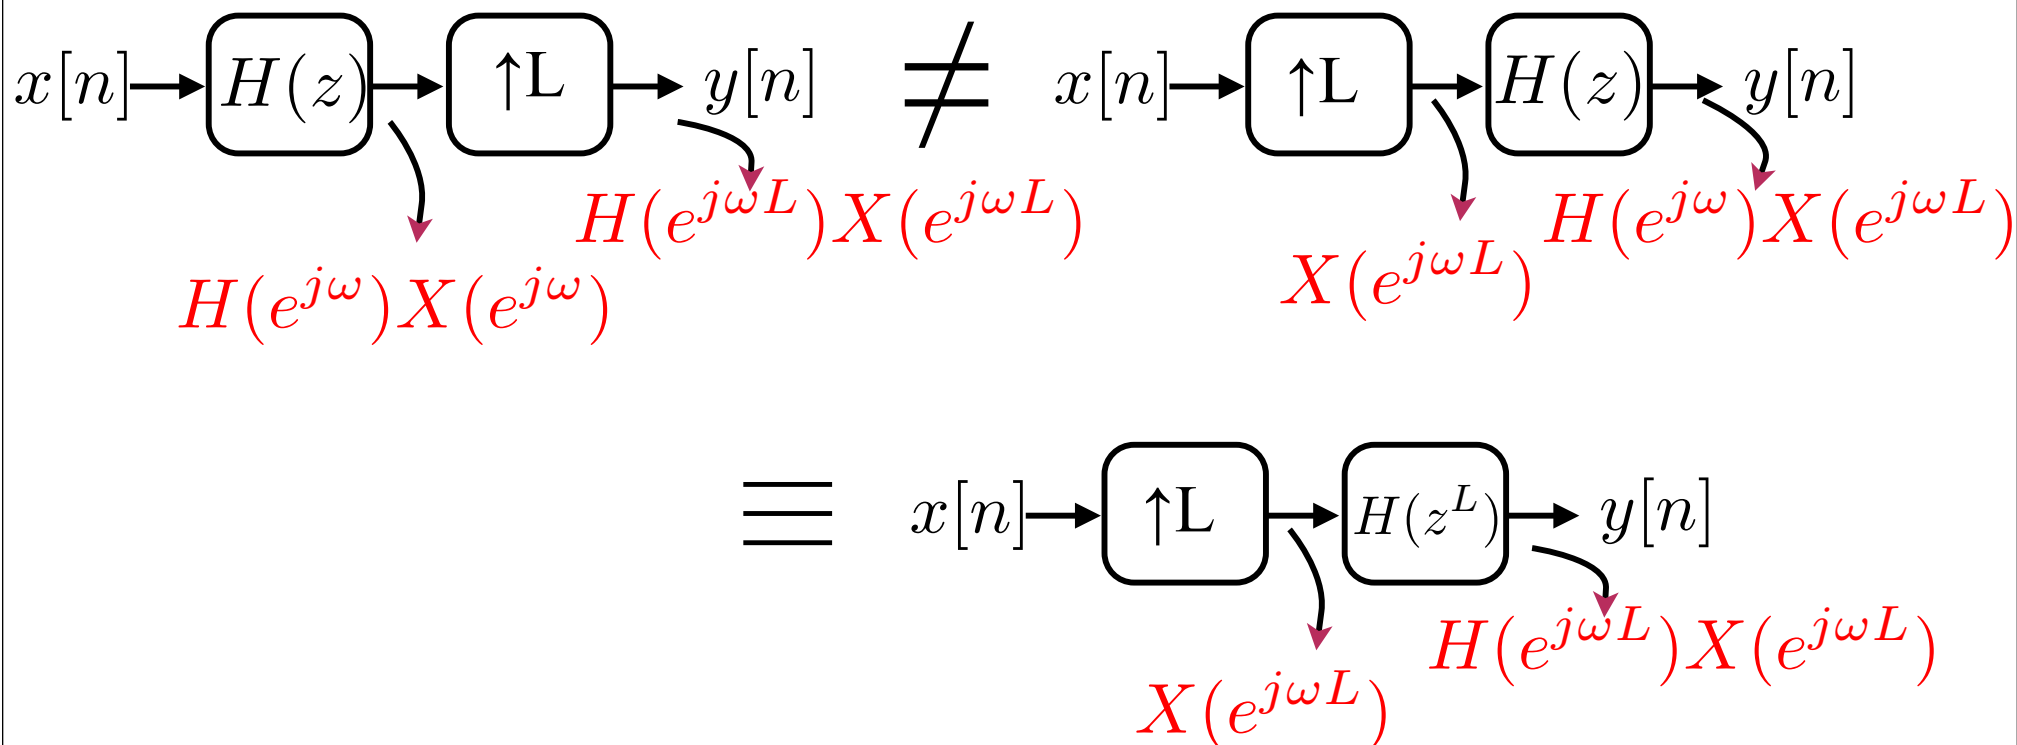 x[n] H(z) ↑L y[n] ≠ x[n] ↑L H(z) y[n]
H(e^{jωL})X(e^{jωL}) H(e^{jω})X(e^{jωL})
H(e^{jω})X(e^{jω}) X(e^{jωL})
≡ x[n] ↑L H(z^L) y[n]
H(e^{jωL})X(e^{jωL})
X(e^{jωL})